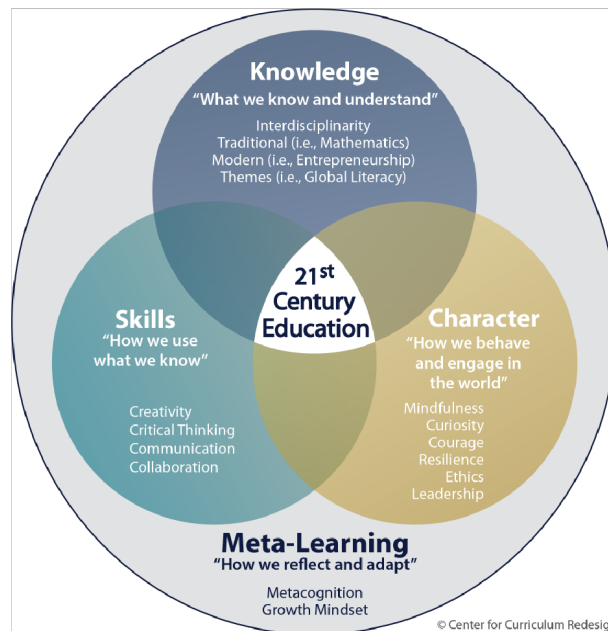 Knowledge
“What we know and understand”
Interdisciplinarity
Traditional (i.e., Mathematics)
Modern (i.e., Entrepreneurship)
Themes (i.e., Global Literacy)
21st
Century
Education
Skills
“How we use
what we know”
Creativity
Critical Thinking
Communication
Collaboration
Character
“How we behave
and engage in
the world”
Mindfulness
Curiosity
Courage
Resilience
Ethics
Leadership
Meta-Learning
“How we reflect and adapt”
Metacognition
Growth Mindset
© Center for Curriculum Redesig